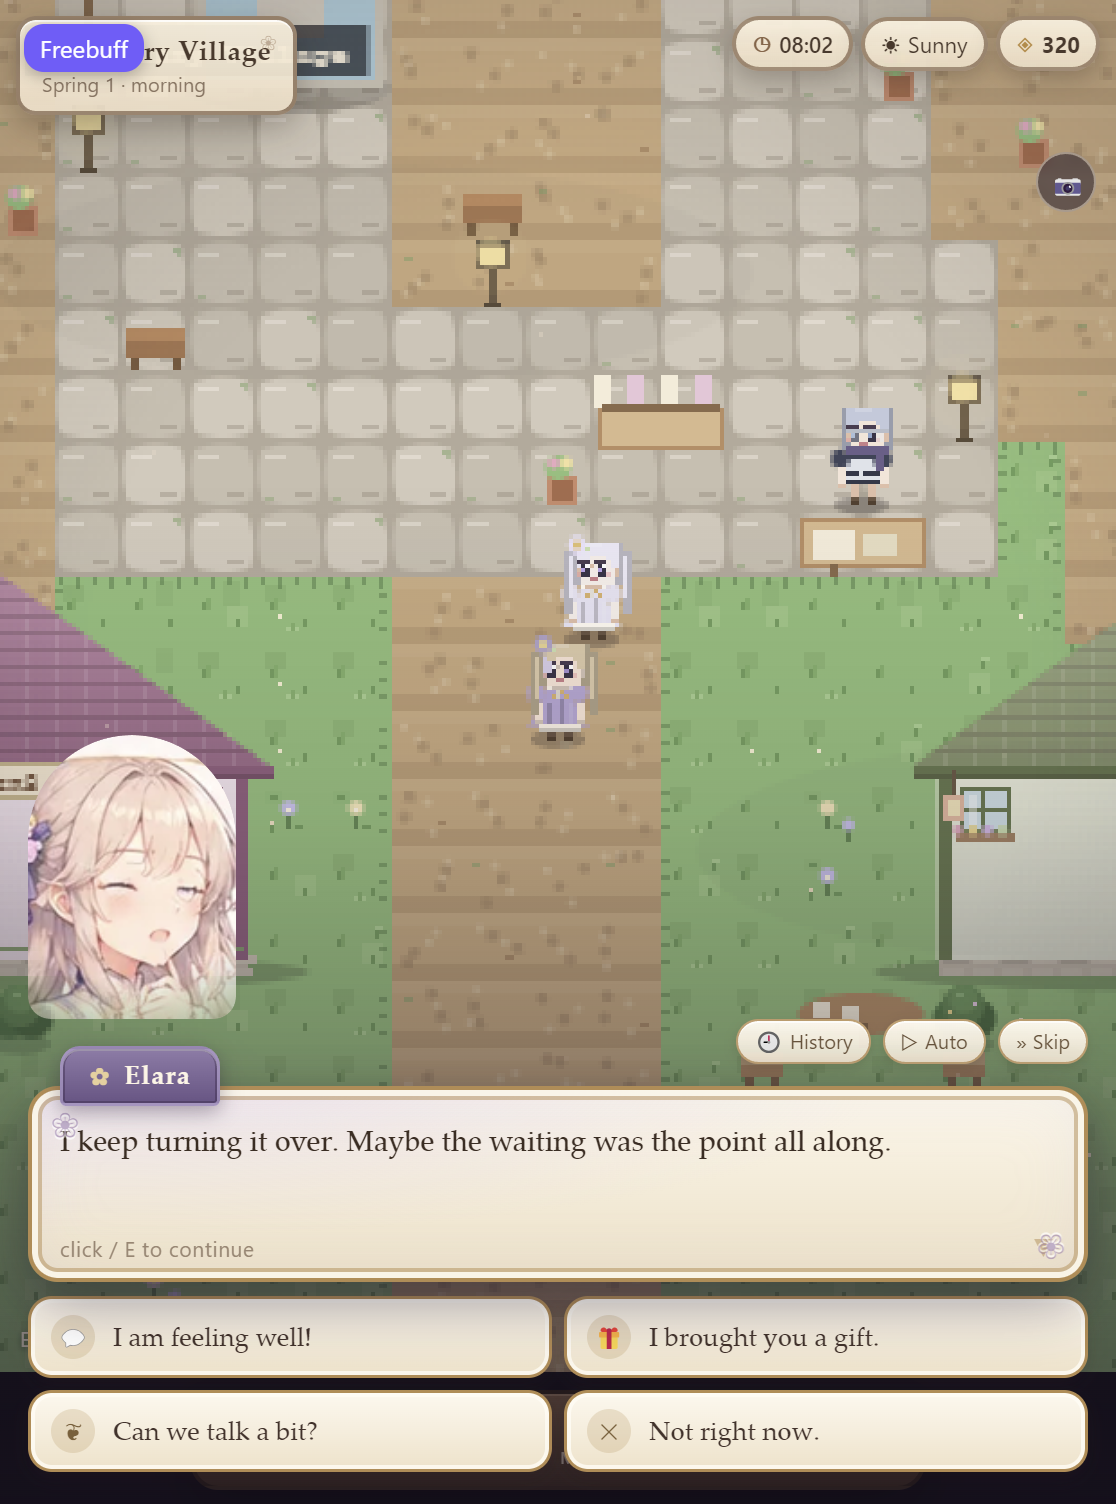 Freebuff
ry Village
Spring 1 · morning
08:02
Sunny
320
History
Auto
» Skip
Elara
I keep turning it over. Maybe the waiting was the point all along.
click / E to continue
I am feeling well!
I brought you a gift.
Can we talk a bit?
Not right now.